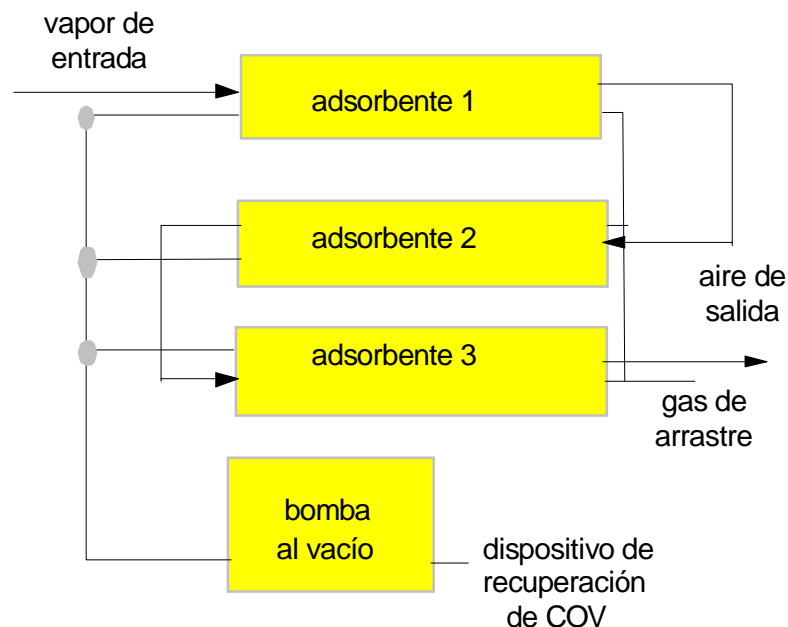 vapor de
entrada
adsorbente 1
adsorbente 2
aire de
salida
adsorbente 3
gas de
arrastre
bomba
al vacío
dispositivo de
recuperación
de COV